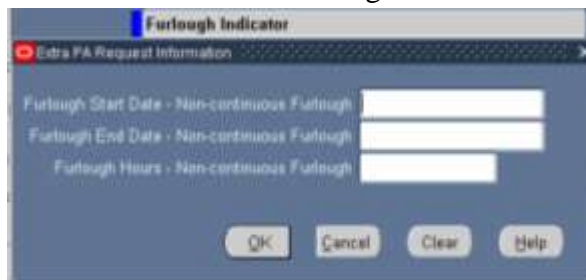 Furlough Indicator
Extra PA Request Information
Furlough Start Date - Non-continuous Furlough
Furlough End Date - Non-continuous Furlough
Furlough Hours - Non-continuous Furlough
OK Cancel Clear Help